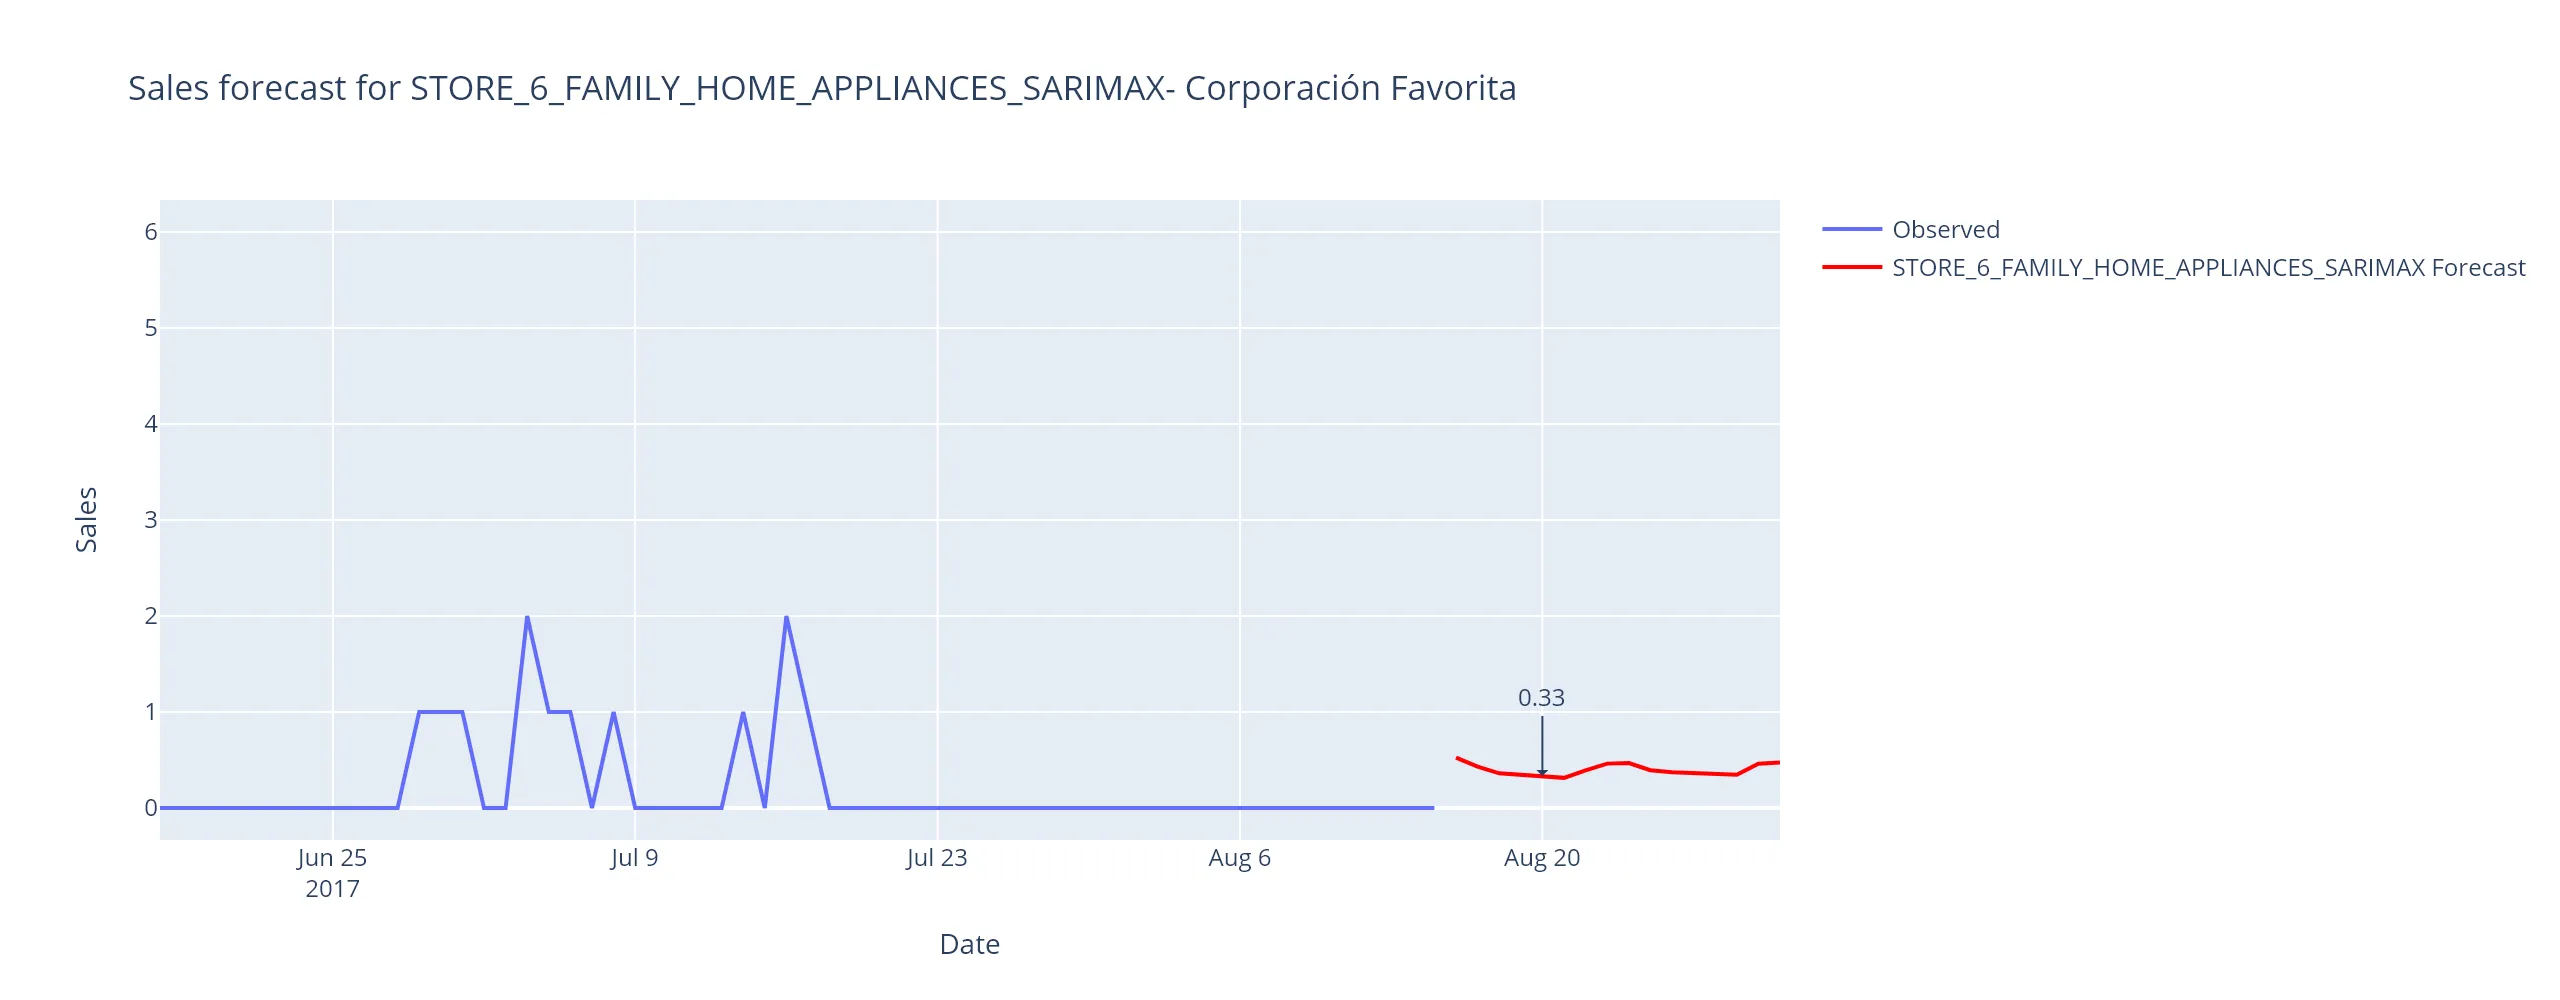 Sales forecast for STORE_6_FAMILY_HOME_APPLIANCES_SARIMAX- Corporación Favorita
Observed
STORE_6_FAMILY_HOME_APPLIANCES_SARIMAX Forecast
6
5
4
3
2
1
0
Sales
0.33
Jun 25
2017
Jul 9
Jul 23
Aug 6
Aug 20
Date